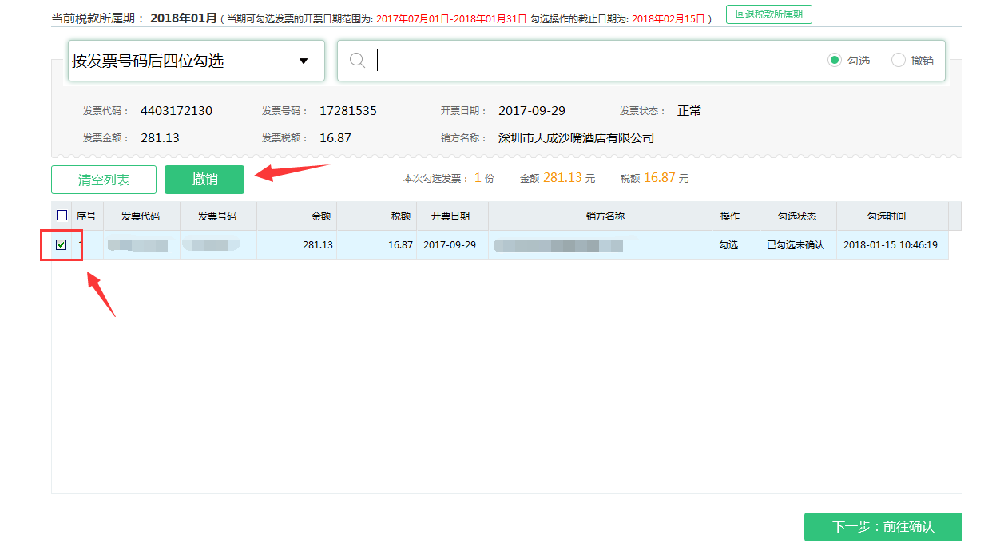 当前税款所属期： 2018年01月 ( 当期可勾选发票的开票日期范围为: 2017年07月01日-2018年01月31日 勾选操作的截止日期为: 2018年02月15日 ) 回退税款所属期
按发票号码后四位勾选 ▼ 勾选 撤销
发票代码： 4403172130 发票号码： 17281535 开票日期： 2017-09-29 发票状态： 正常
发票金额： 281.13 发票税额： 16.87 销方名称： 深圳市天成沙嘴酒店有限公司
清空列表 撤销 本次勾选发票： 1 份 金额 281.13 元 税额 16.87 元
序号 发票代码 发票号码 金额 税额 开票日期 销方名称 操作 勾选状态 勾选时间
1 281.13 16.87 2017-09-29 勾选 已勾选未确认 2018-01-15 10:46:19
下一步：前往确认